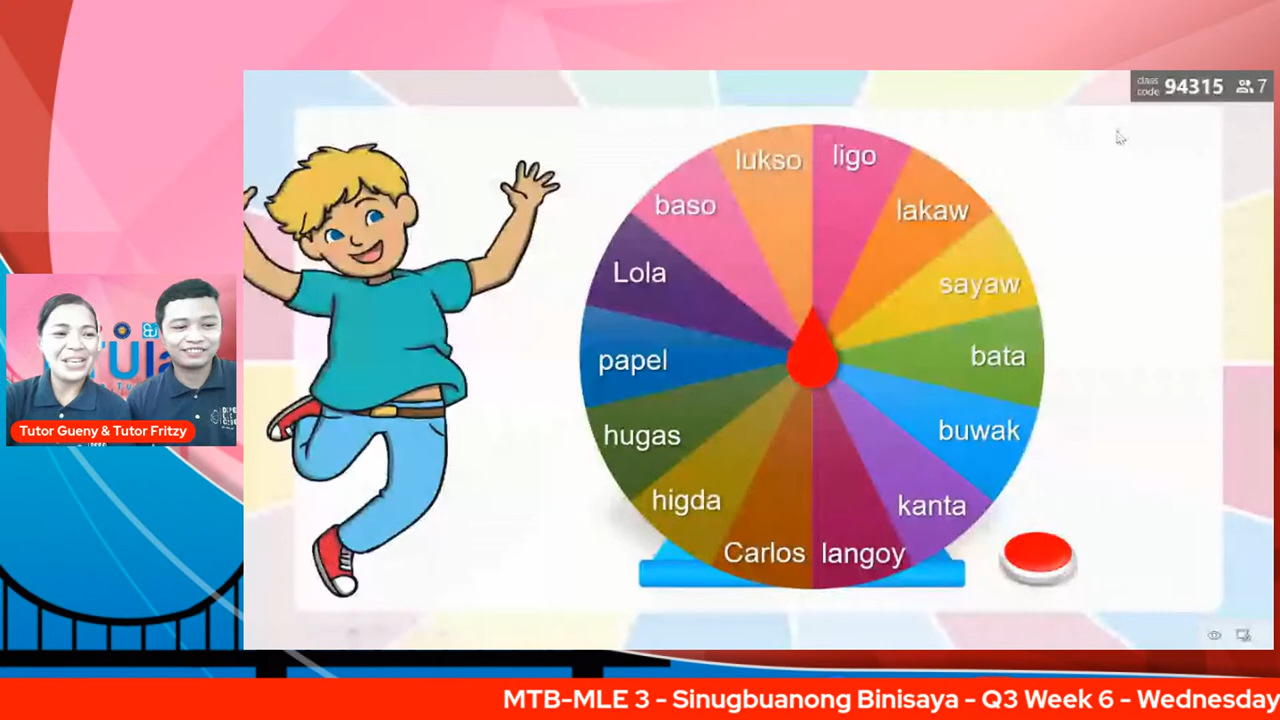 class code 94315 7
lukso
ligo
baso
lakaw
Lola
sayaw
papel
bata
hugas
buwak
higda
kanta
Carlos
langoy
Tutor Gueny & Tutor Fritzy
MTB-MLE 3 - Sinugbuanong Binisaya - Q3 Week 6 - Wednesday